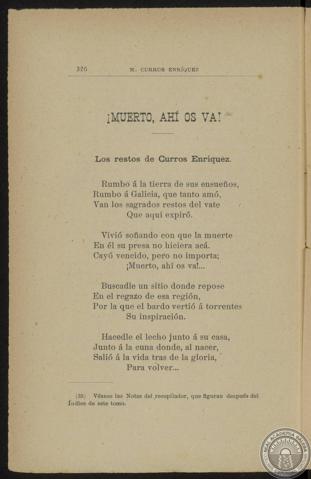 326
M. CURROS ENRÍQUEZ
¡MUERTO, AHÍ OS VA!
Los restos de Curros Enríquez.
Rumbo á la tierra de sus ensueños,
Rumbo á Galicia, que tanto amó,
Van los sagrados restos del vate
Que aquí expiró.
Vivió soñando con que la muerte
En él su presa no hiciera acá.
Cayó vencido, pero no importa;
¡Muerto, ahí os va!...
Buscadle un sitio donde repose
En el regazo de esa región,
Por la que el bardo vertió á torrentes
Su inspiración.
Hacedle el lecho junto á su casa,
Junto á la cuna donde, al nacer,
Salió á la vida tras de la gloria,
Para volver...
Véanse las Notas del recopilador, que figuran después del
Índice de este tomo.
REAL ACADEMIA GALEGA